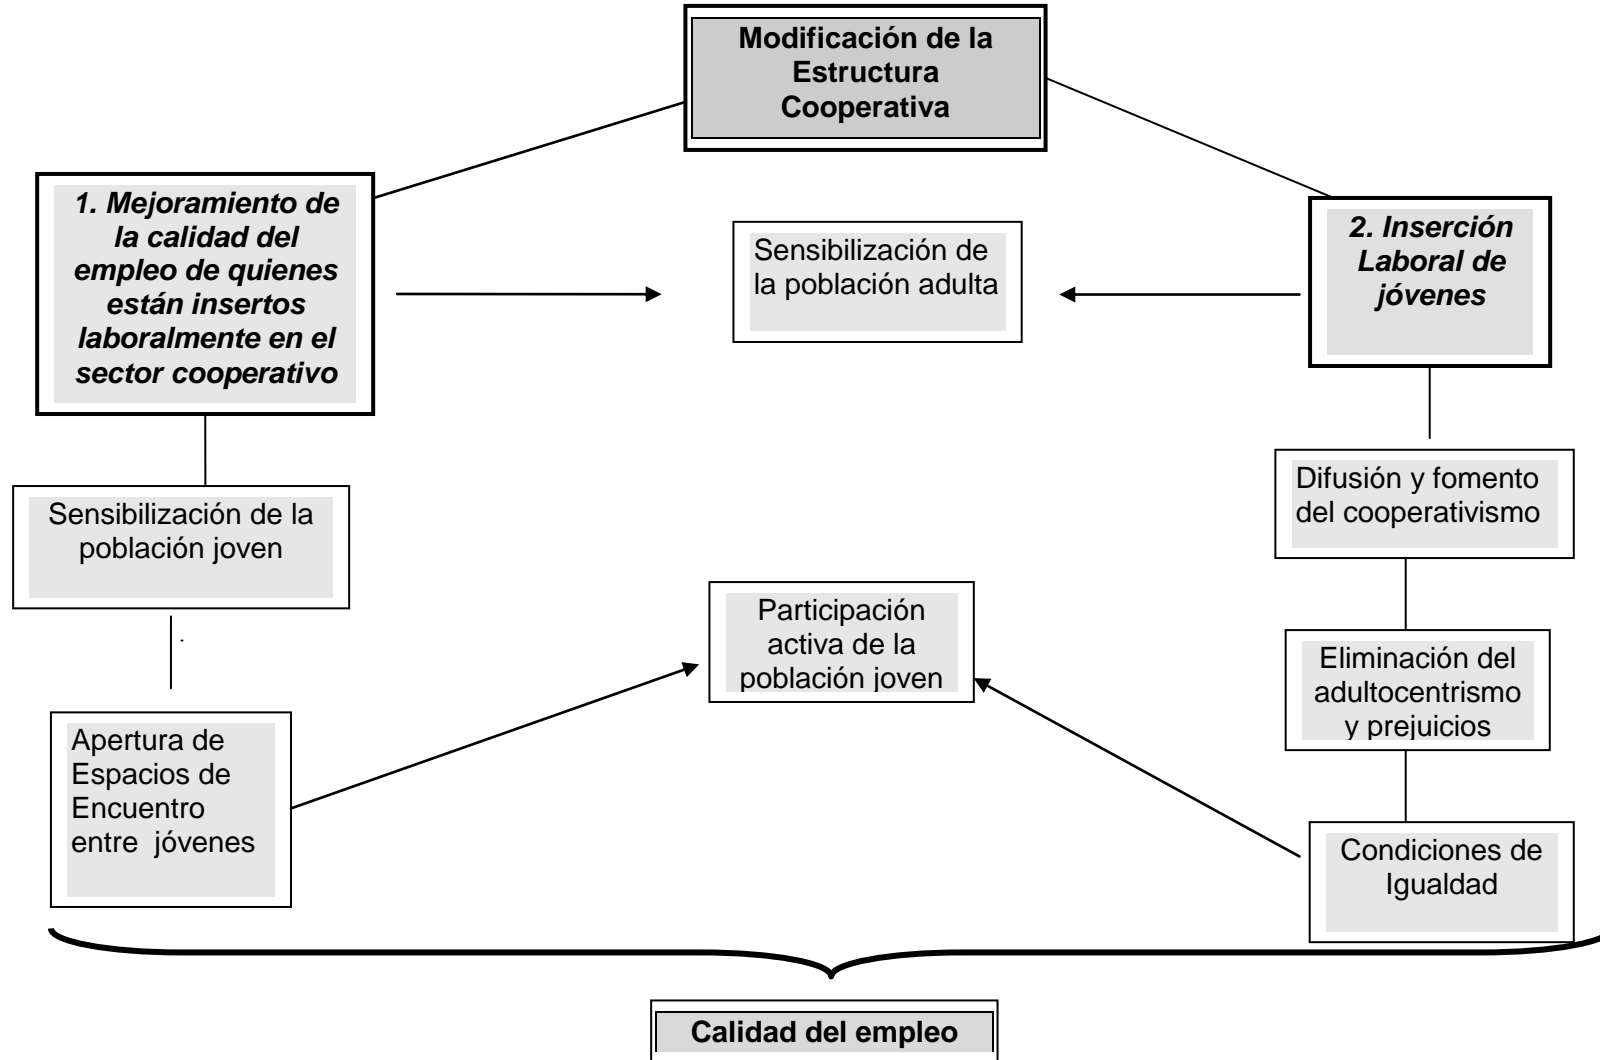 Modificación de la
Estructura
Cooperativa
1. Mejoramiento de
la calidad del
empleo de quienes
están insertos
laboralmente en el
sector cooperativo
Sensibilización de
la población adulta
2. Inserción
Laboral de
jóvenes
Sensibilización de la
población joven
Difusión y fomento
del cooperativismo
Participación
activa de la
población joven
Eliminación del
adultocentrismo
y prejuicios
Apertura de
Espacios de
Encuentro
entre jóvenes
Condiciones de
Igualdad
Calidad del empleo